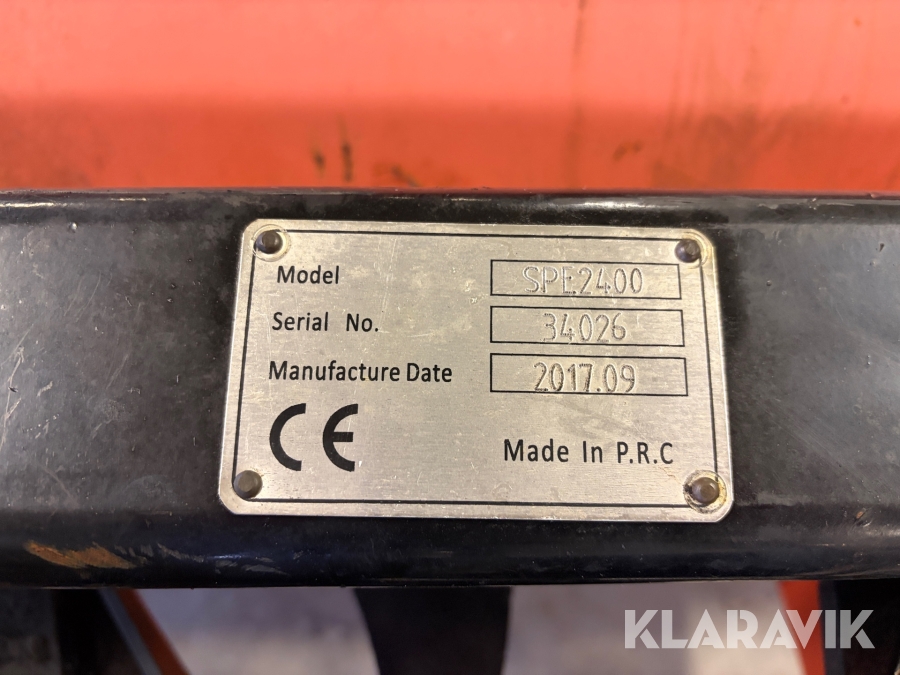 Model SPE2400
Serial No. 34026
Manufacture Date 2017.09
CE Made In P.R.C
KLARAVIK